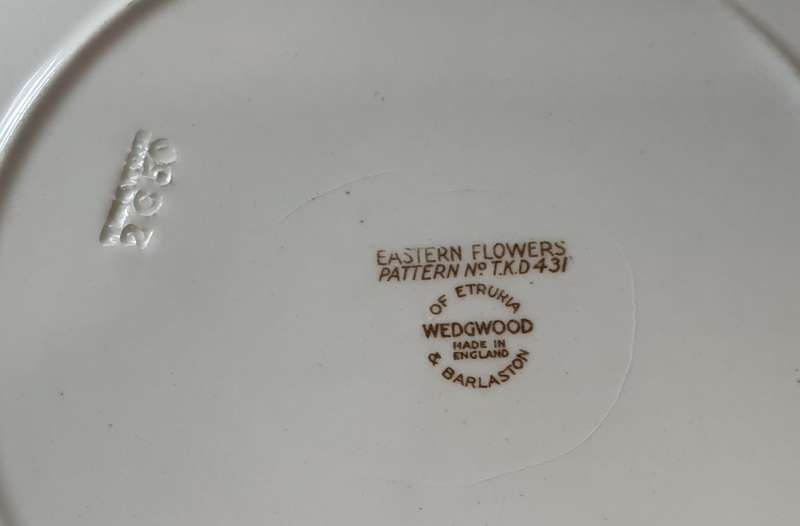 EASTERN FLOWERS
PATTERN Nº T.K.D 431
OF ETRURIA
WEDGWOOD
MADE IN
ENGLAND
& BARLASTON